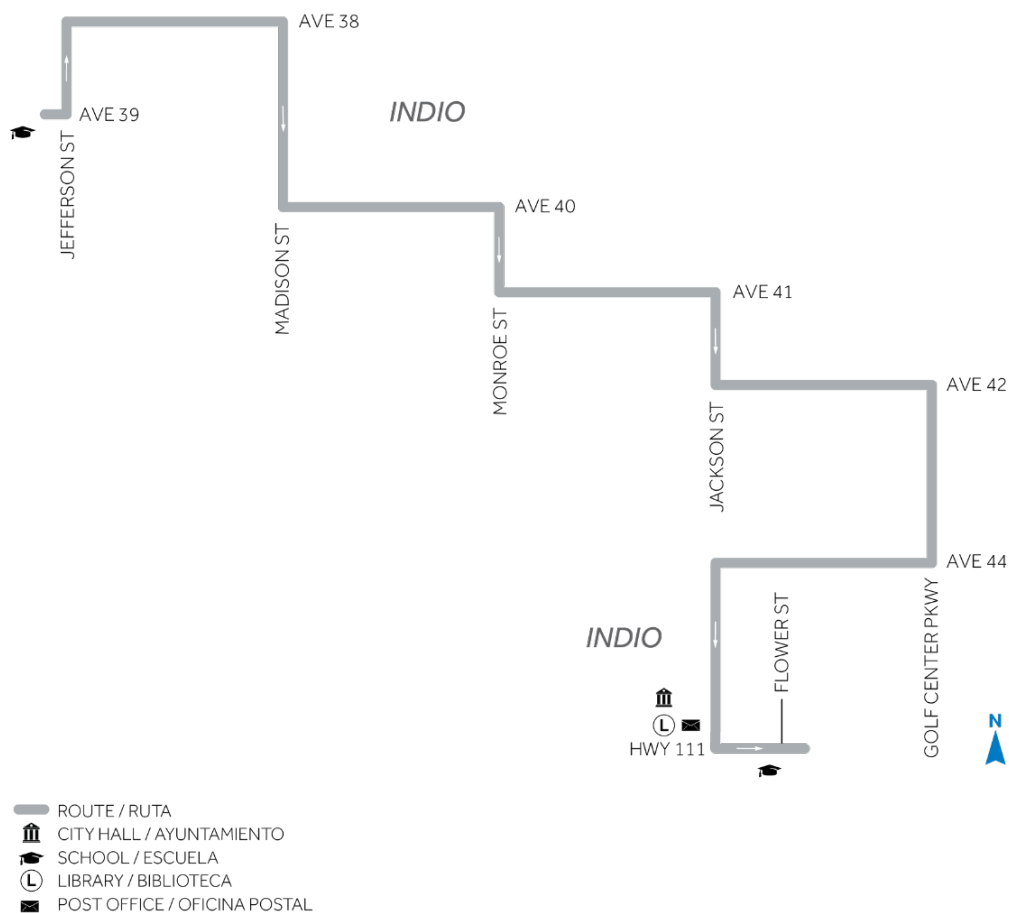 AVE 38
INDIO
AVE 39
JEFFERSON ST
AVE 40
MADISON ST
AVE 41
MONROE ST
AVE 42
JACKSON ST
AVE 44
FLOWER ST
INDIO
GOLF CENTER PKWY
N
L
HWY 111
ROUTE / RUTA
CITY HALL / AYUNTAMIENTO
SCHOOL / ESCUELA
L LIBRARY / BIBLIOTECA
POST OFFICE / OFICINA POSTAL